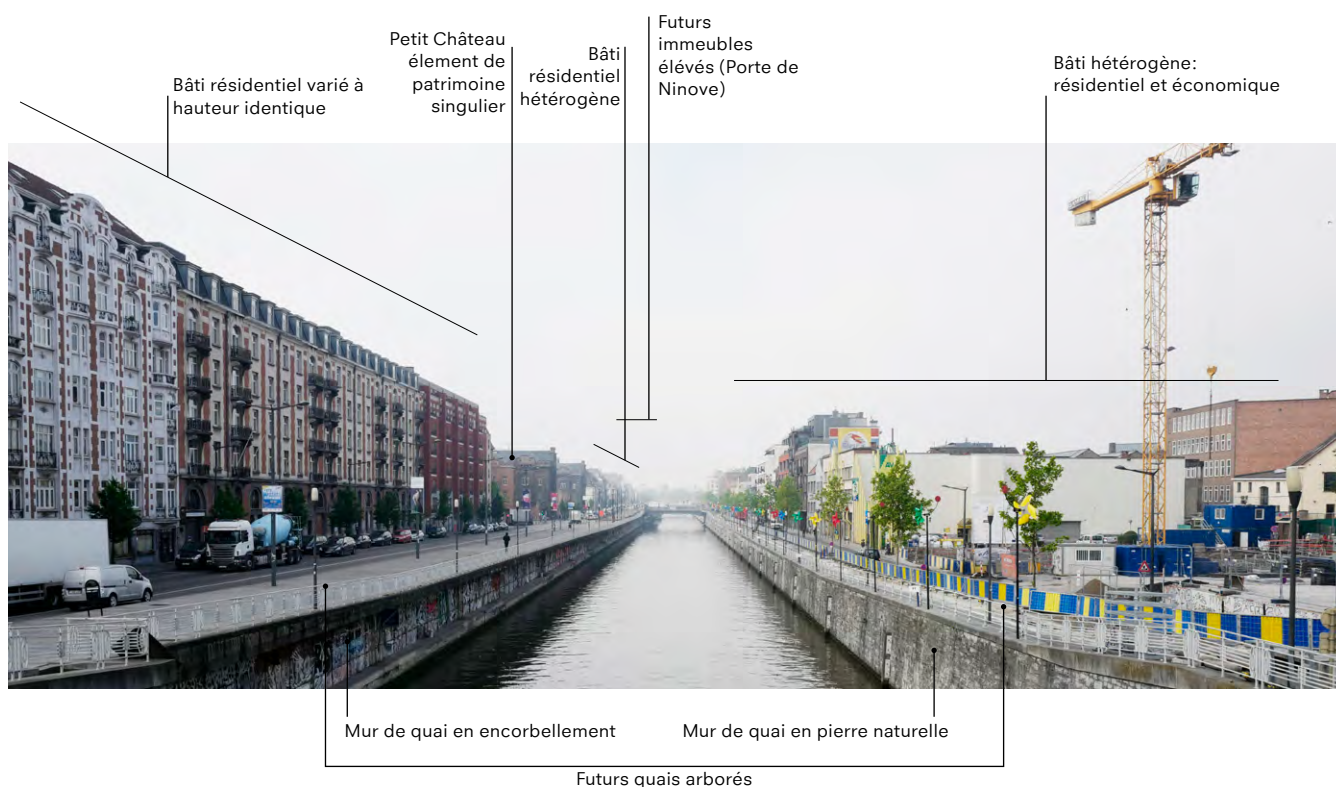 Bâti résidentiel varié à
hauteur identique
Petit Château
élement de
patrimoine
singulier
Bâti
résidentiel
hétérogène
Futurs
immeubles
élévés (Porte de
Ninove)
Bâti hétérogène:
résidentiel et économique
Mur de quai en encorbellement
Mur de quai en pierre naturelle
Futurs quais arborés